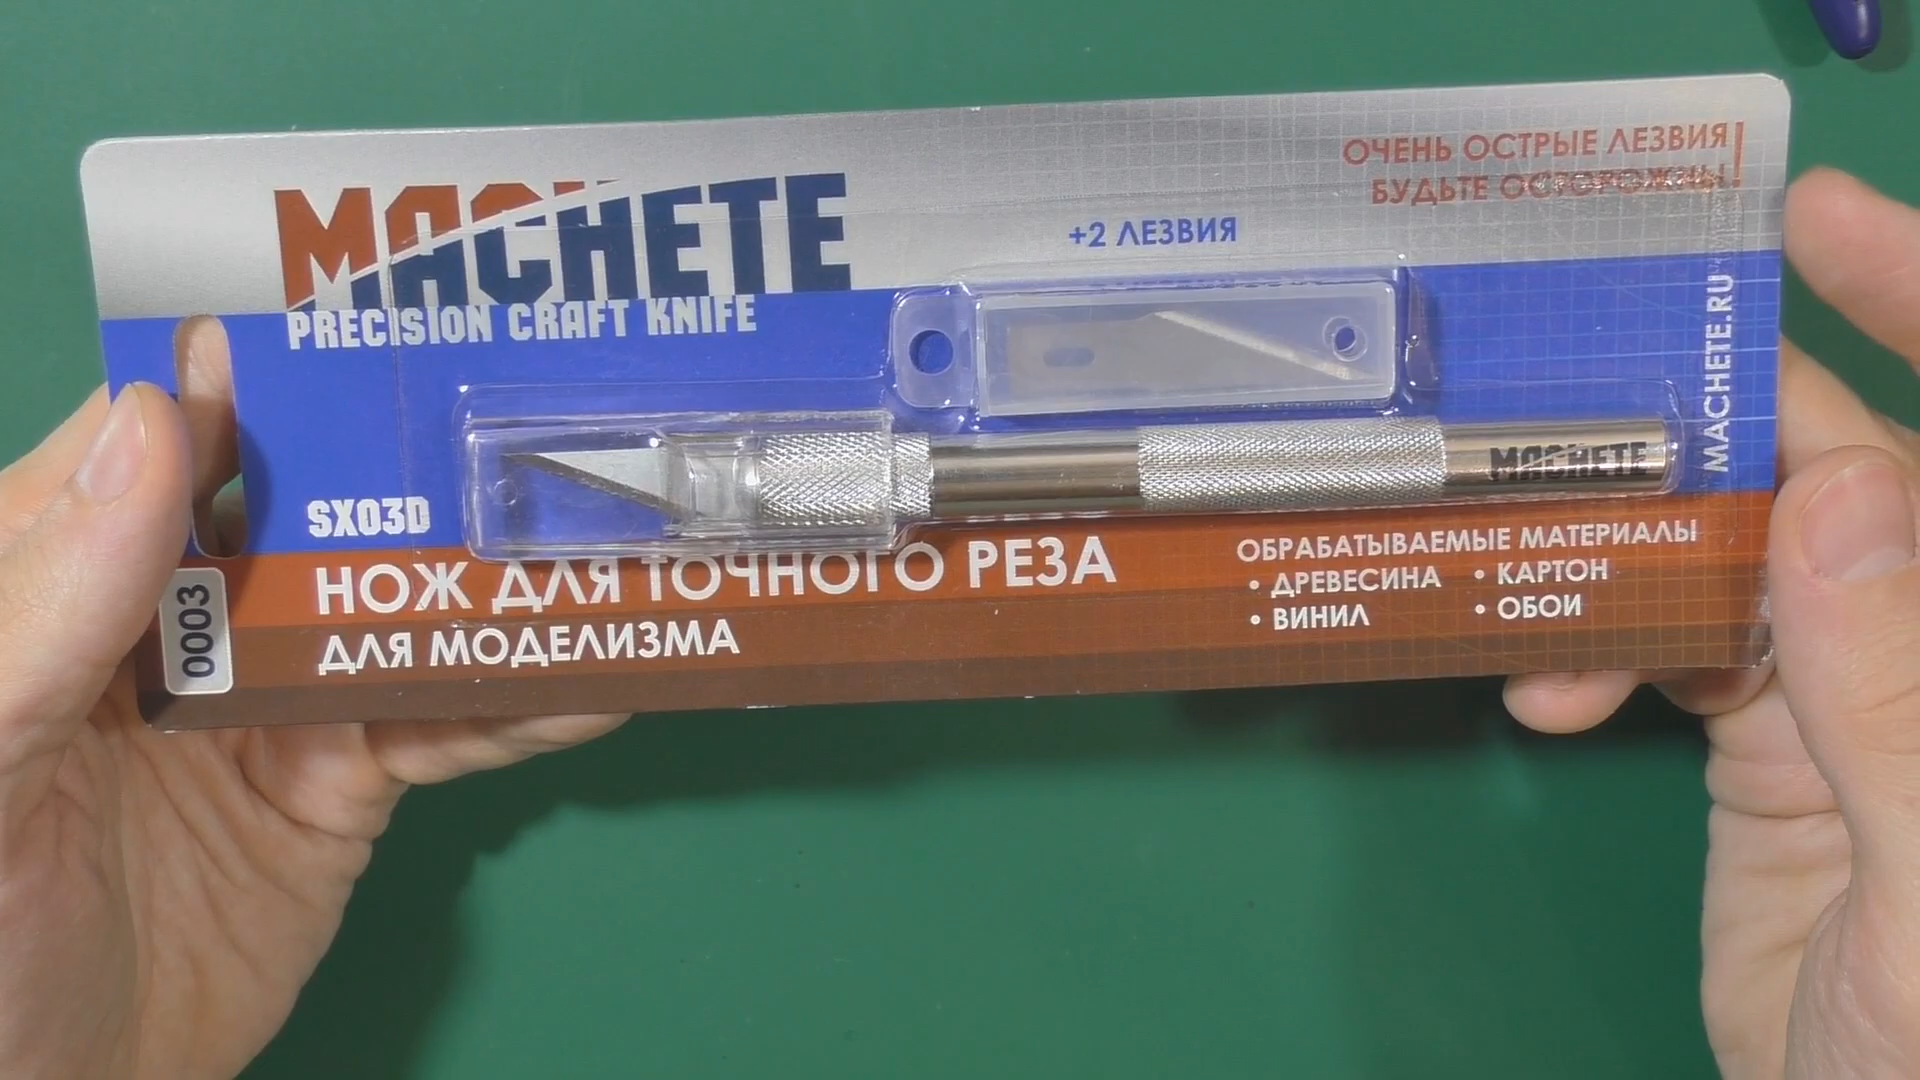 MACHETE
PRECISION CRAFT KNIFE
ОЧЕНЬ ОСТРЫЕ ЛЕЗВИЯ!
БУДЬТЕ ОСТОРОЖНЫ!
+2 ЛЕЗВИЯ
MACHETE.RU
MACHETE
SX03D
НОЖ ДЛЯ ТОЧНОГО РЕЗА
ДЛЯ МОДЕЛИЗМА
ОБРАБАТЫВАЕМЫЕ МАТЕРИАЛЫ
• ДРЕВЕСИНА • КАРТОН
• ВИНИЛ • ОБОИ
0003